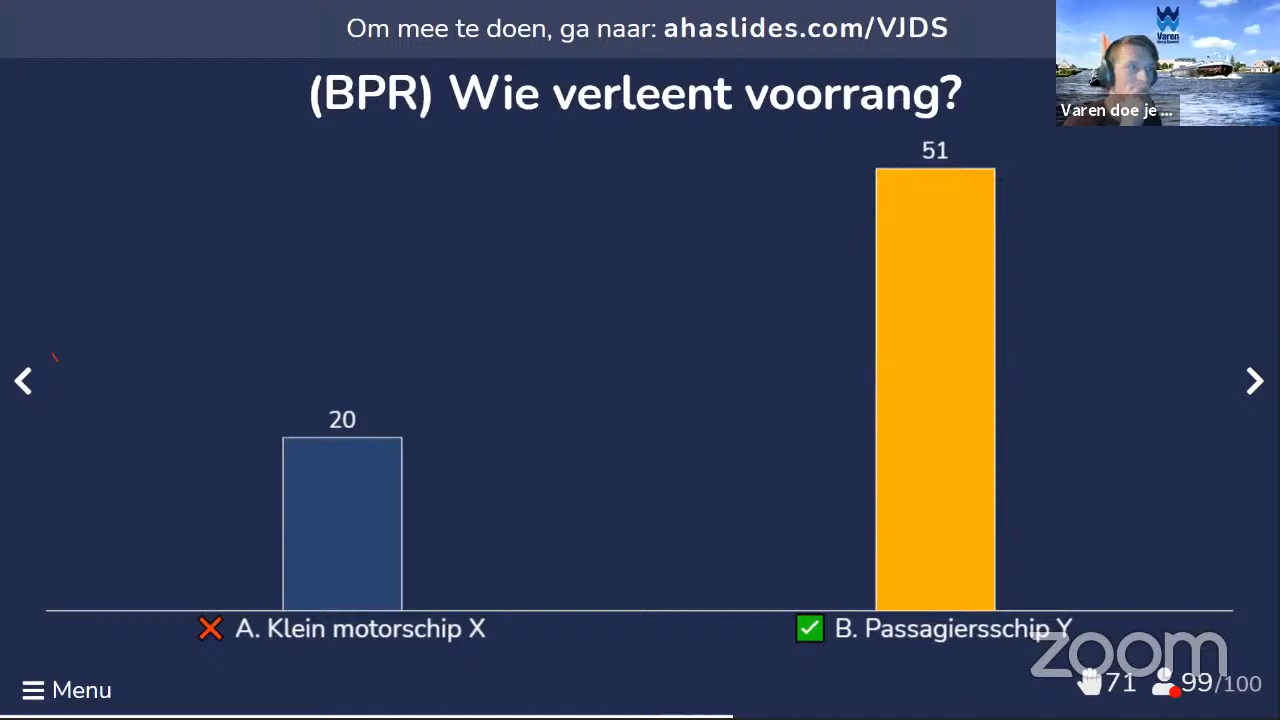 Om mee te doen, ga naar: ahaslides.com/VJDS
Varen
Varen doe je ...
(BPR) Wie verleent voorrang?
51
20
A. Klein motorschip X
B. Passagiersschip Y
zoom
Menu
71
99/100